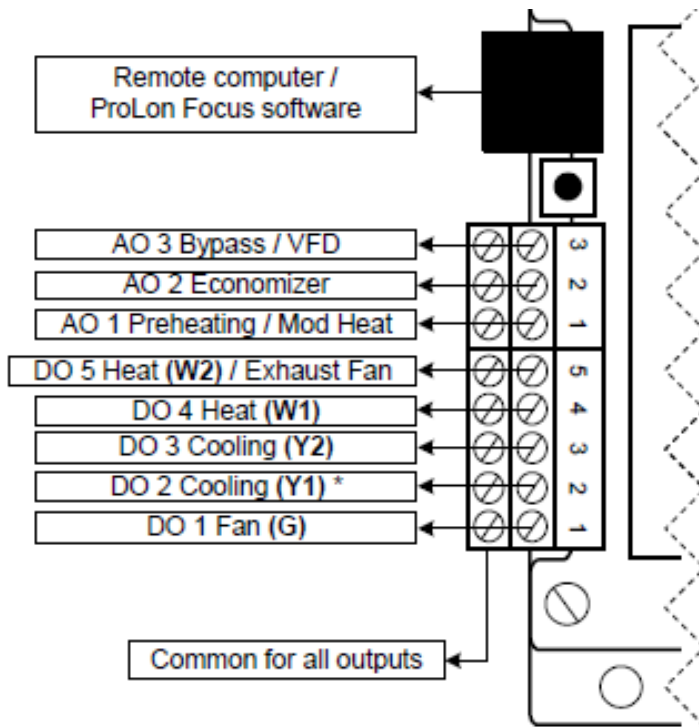 Remote computer /
ProLon Focus software
AO 3 Bypass / VFD
3
AO 2 Economizer
2
AO 1 Preheating / Mod Heat
1
DO 5 Heat (W2) / Exhaust Fan
5
DO 4 Heat (W1)
4
DO 3 Cooling (Y2)
3
DO 2 Cooling (Y1) *
2
DO 1 Fan (G)
1
Common for all outputs